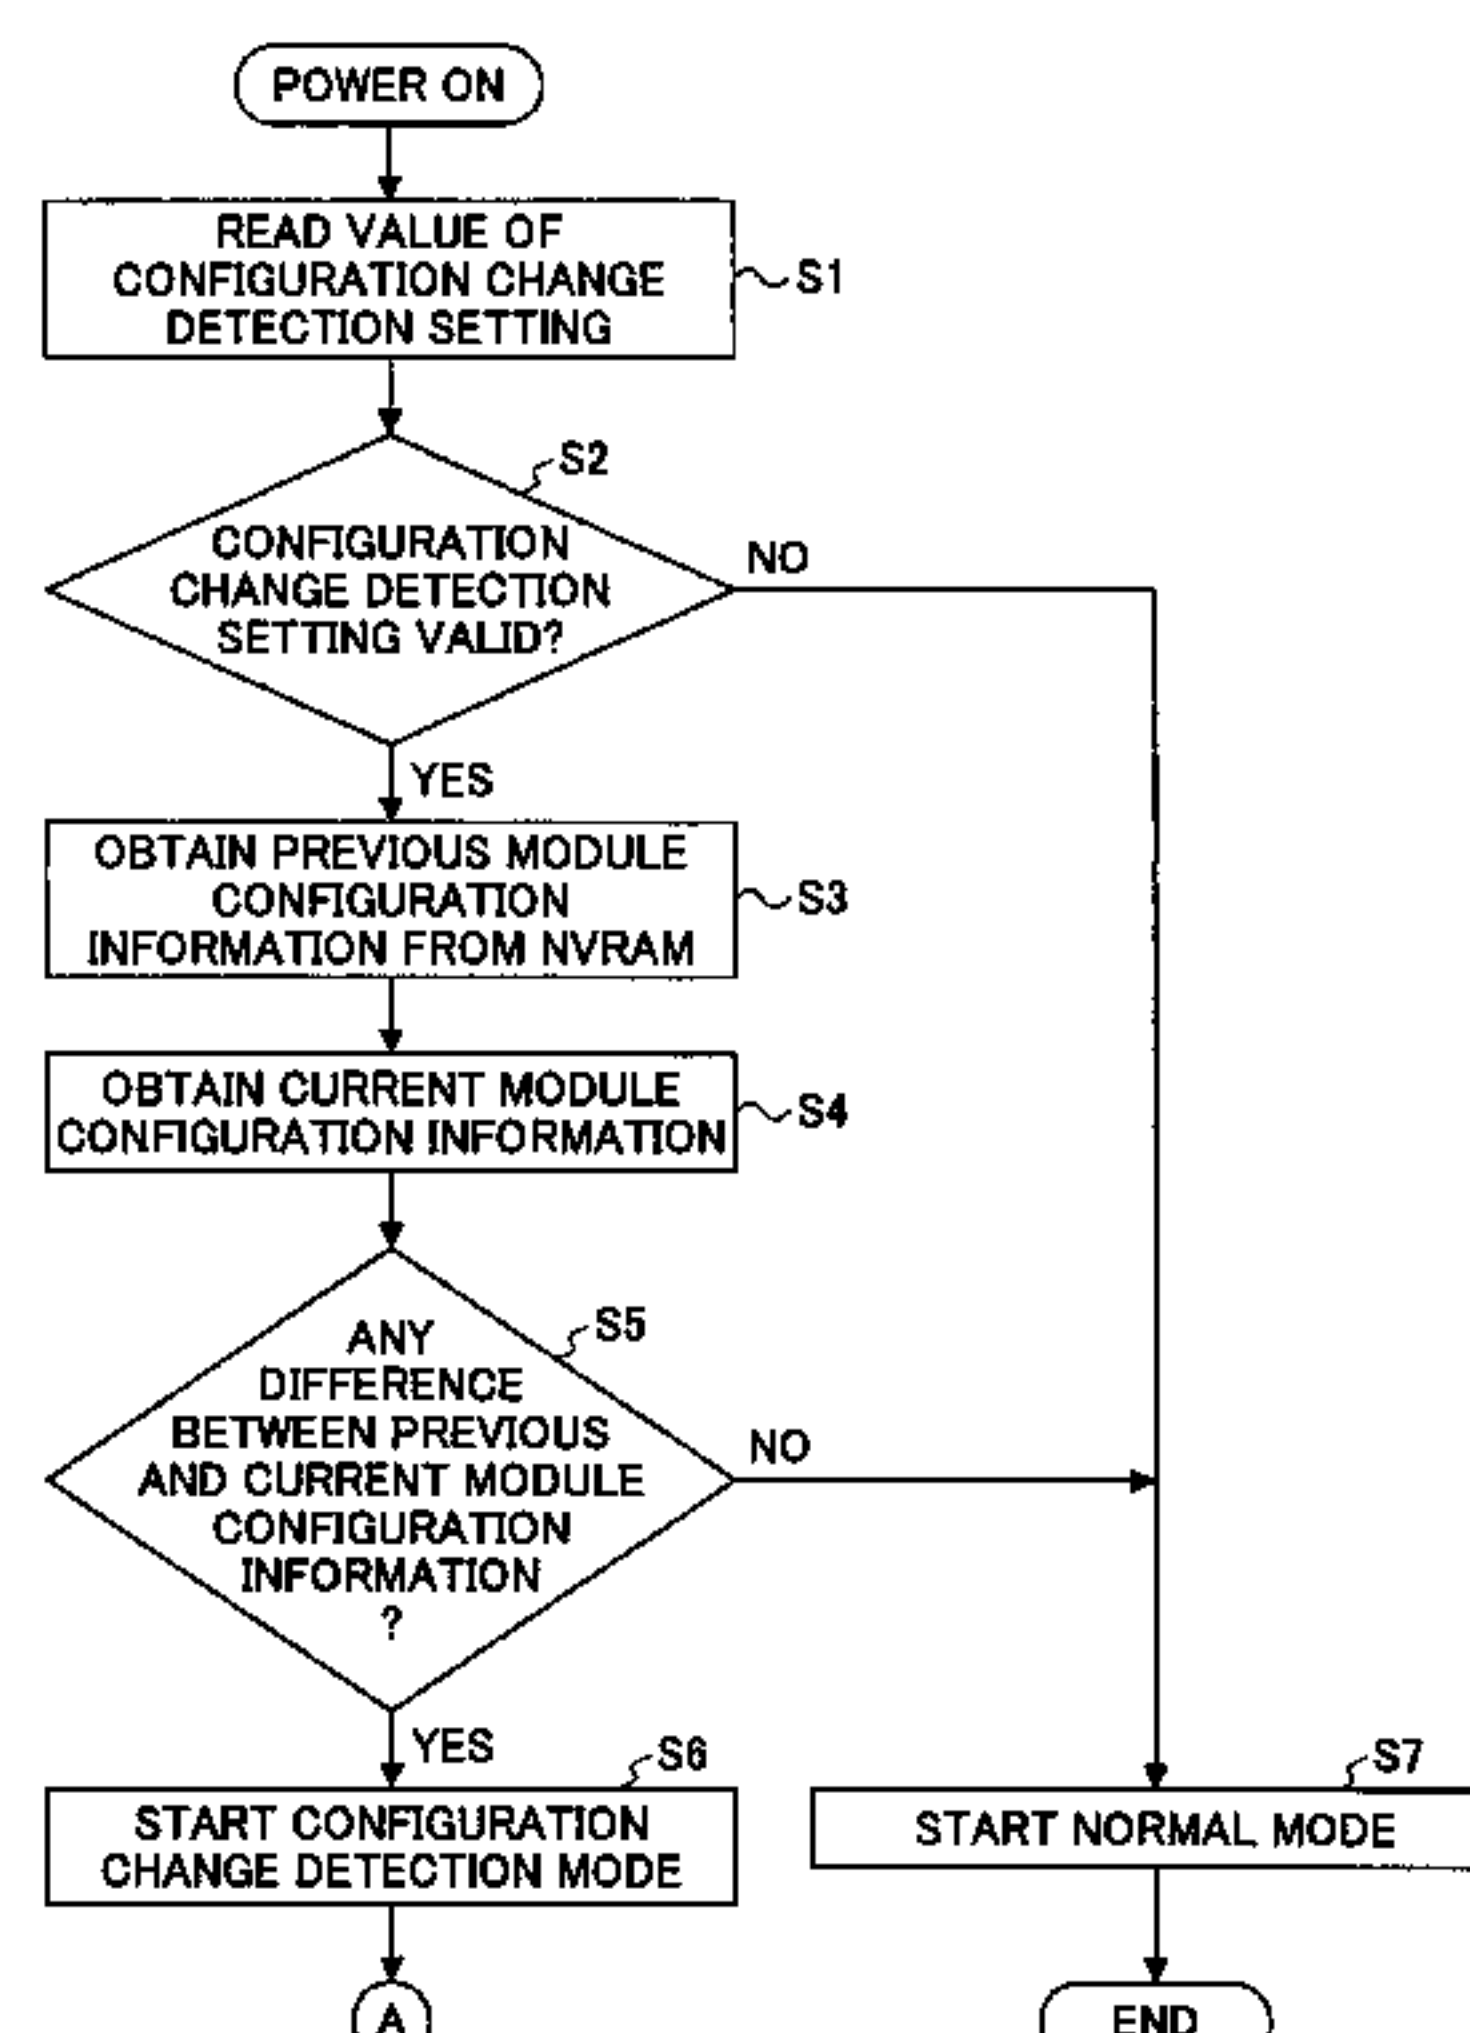 POWER ON
READ VALUE OF
CONFIGURATION CHANGE
DETECTION SETTING
S1
S2
CONFIGURATION
CHANGE DETECTION
SETTING VALID?
NO
YES
OBTAIN PREVIOUS MODULE
CONFIGURATION
INFORMATION FROM NVRAM
S3
OBTAIN CURRENT MODULE
CONFIGURATION INFORMATION
S4
S5
ANY
DIFFERENCE
BETWEEN PREVIOUS
AND CURRENT MODULE
CONFIGURATION
INFORMATION
?
NO
YES
S6
START CONFIGURATION
CHANGE DETECTION MODE
S7
START NORMAL MODE
A
END